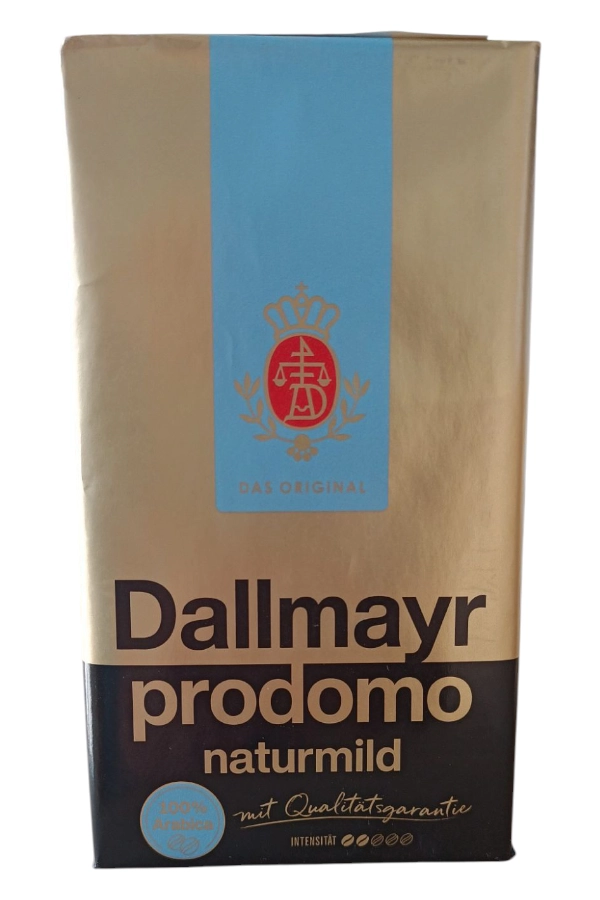 DAS ORIGINAL
Dallmayr
prodomo
naturmild
100%
Arabica
mit Qualitätsgarantie
INTENSITÄT